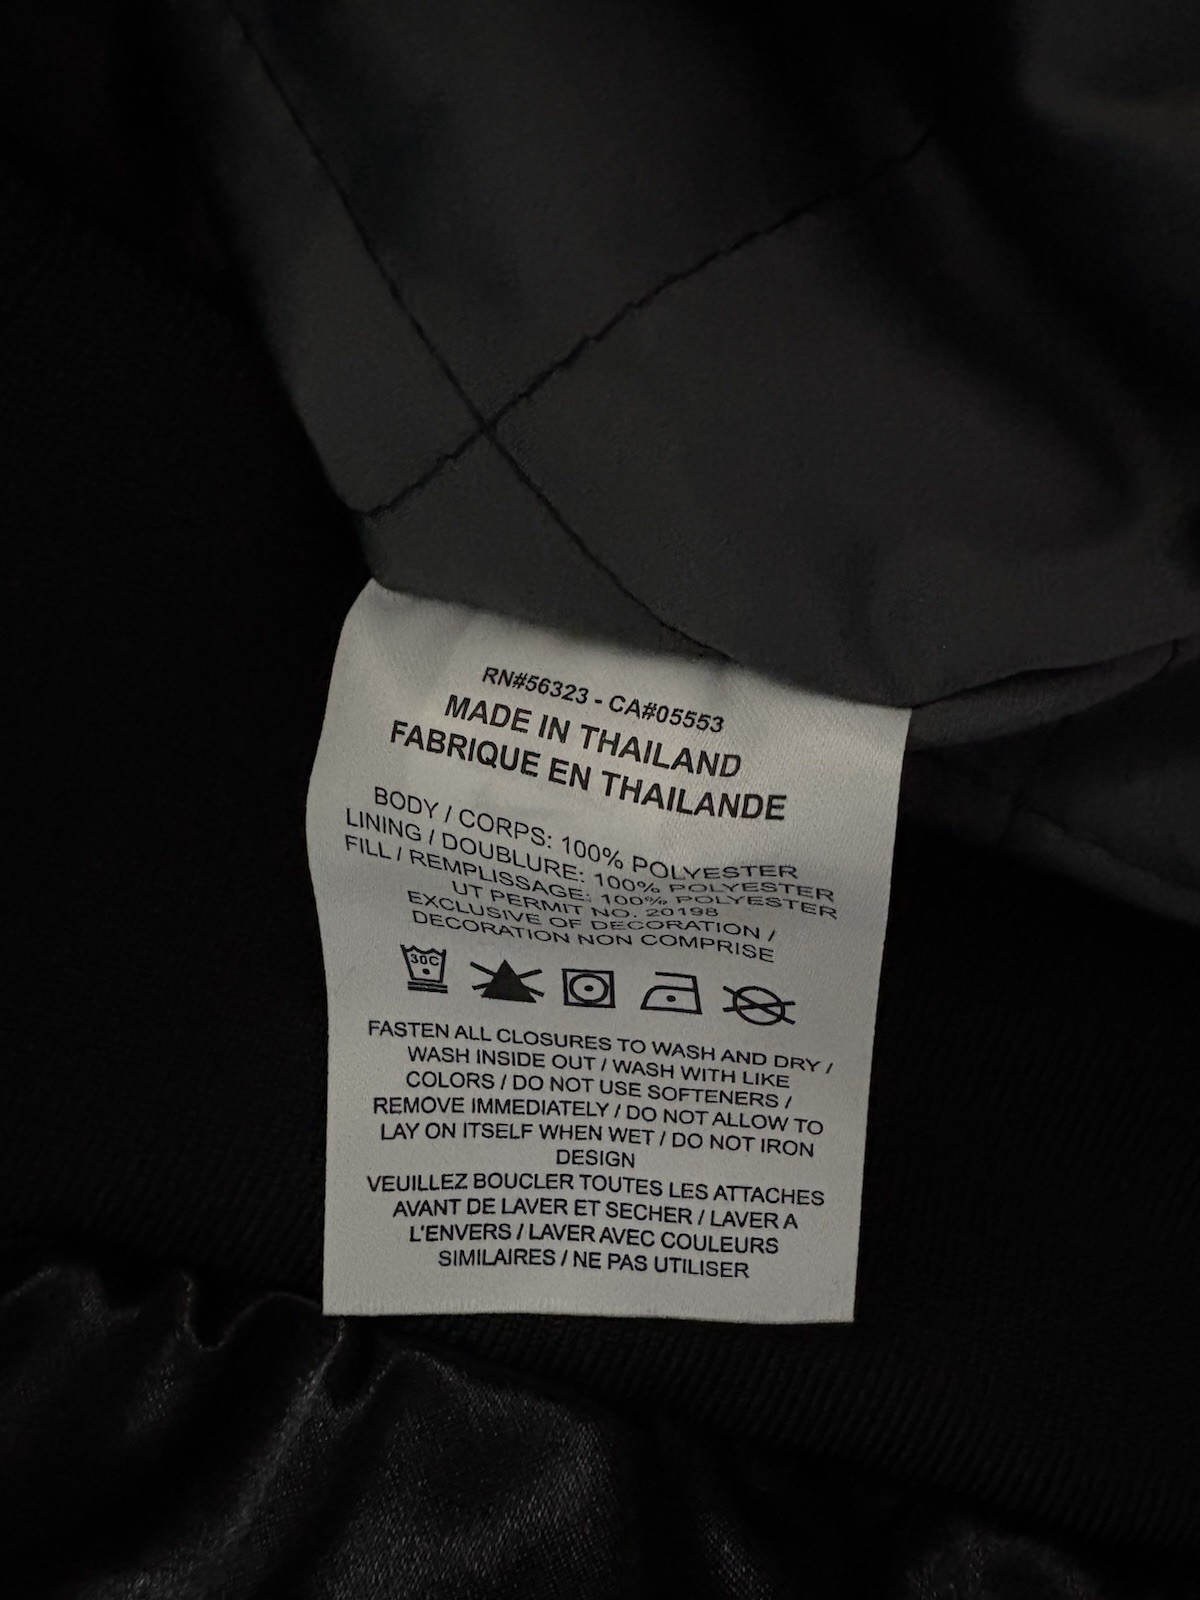 RN#56323 - CA#05553
MADE IN THAILAND
FABRIQUE EN THAILANDE
BODY / CORPS: 100% POLYESTER
LINING / DOUBLURE: 100% POLYESTER
FILL / REMPLISSAGE: 100% POLYESTER
UT PERMIT NO. 20198
EXCLUSIVE OF DECORATION /
DECORATION NON COMPRISE
30C
FASTEN ALL CLOSURES TO WASH AND DRY /
WASH INSIDE OUT / WASH WITH LIKE
COLORS / DO NOT USE SOFTENERS /
REMOVE IMMEDIATELY / DO NOT ALLOW TO
LAY ON ITSELF WHEN WET / DO NOT IRON
DESIGN
VEUILLEZ BOUCLER TOUTES LES ATTACHES
AVANT DE LAVER ET SECHER / LAVER A
L'ENVERS / LAVER AVEC COULEURS
SIMILAIRES / NE PAS UTILISER